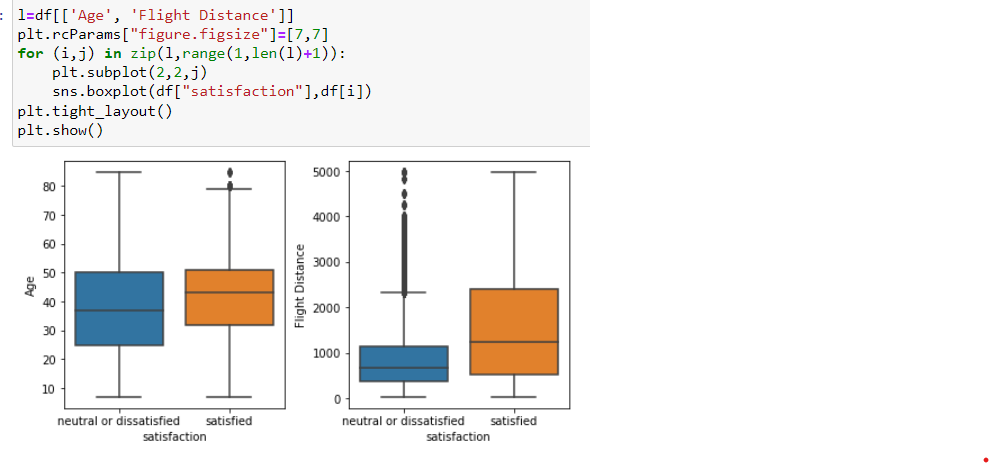 : l=df[['Age', 'Flight Distance']]
plt.rcParams["figure.figsize"]=[7,7]
for (i,j) in zip(l,range(1,len(l)+1)):
    plt.subplot(2,2,j)
    sns.boxplot(df["satisfaction"],df[i])
plt.tight_layout()
plt.show()
80
70
60
50
40
30
20
10
Age
neutral or dissatisfied satisfied
satisfaction
5000
4000
3000
2000
1000
0
Flight Distance
neutral or dissatisfied satisfied
satisfaction